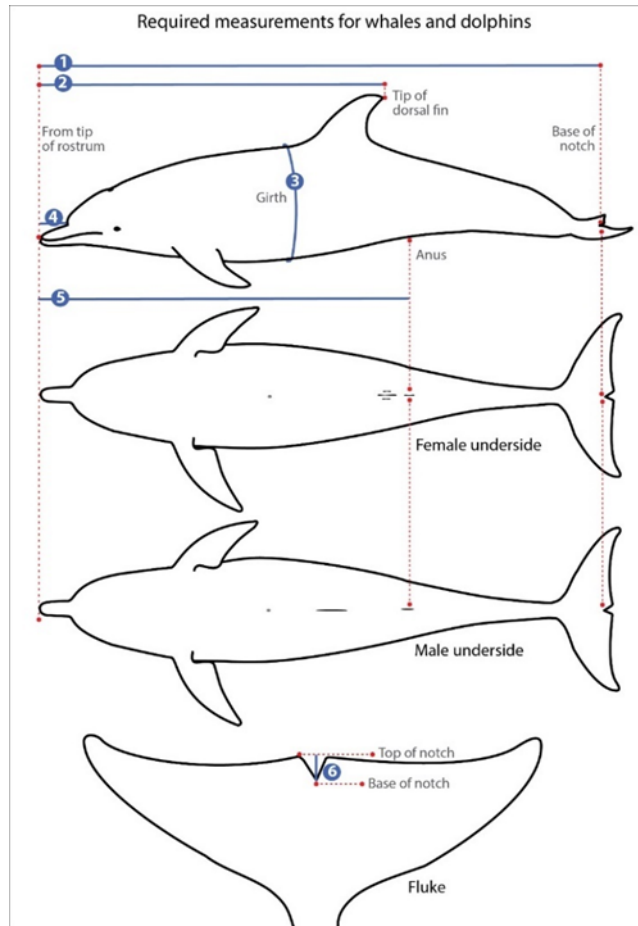 Required measurements for whales and dolphins
1
2
Tip of
dorsal fin
From tip
of rostrum
Base of
notch
3
Girth
4
Anus
5
Female underside
Male underside
Top of notch
6
Base of notch
Fluke